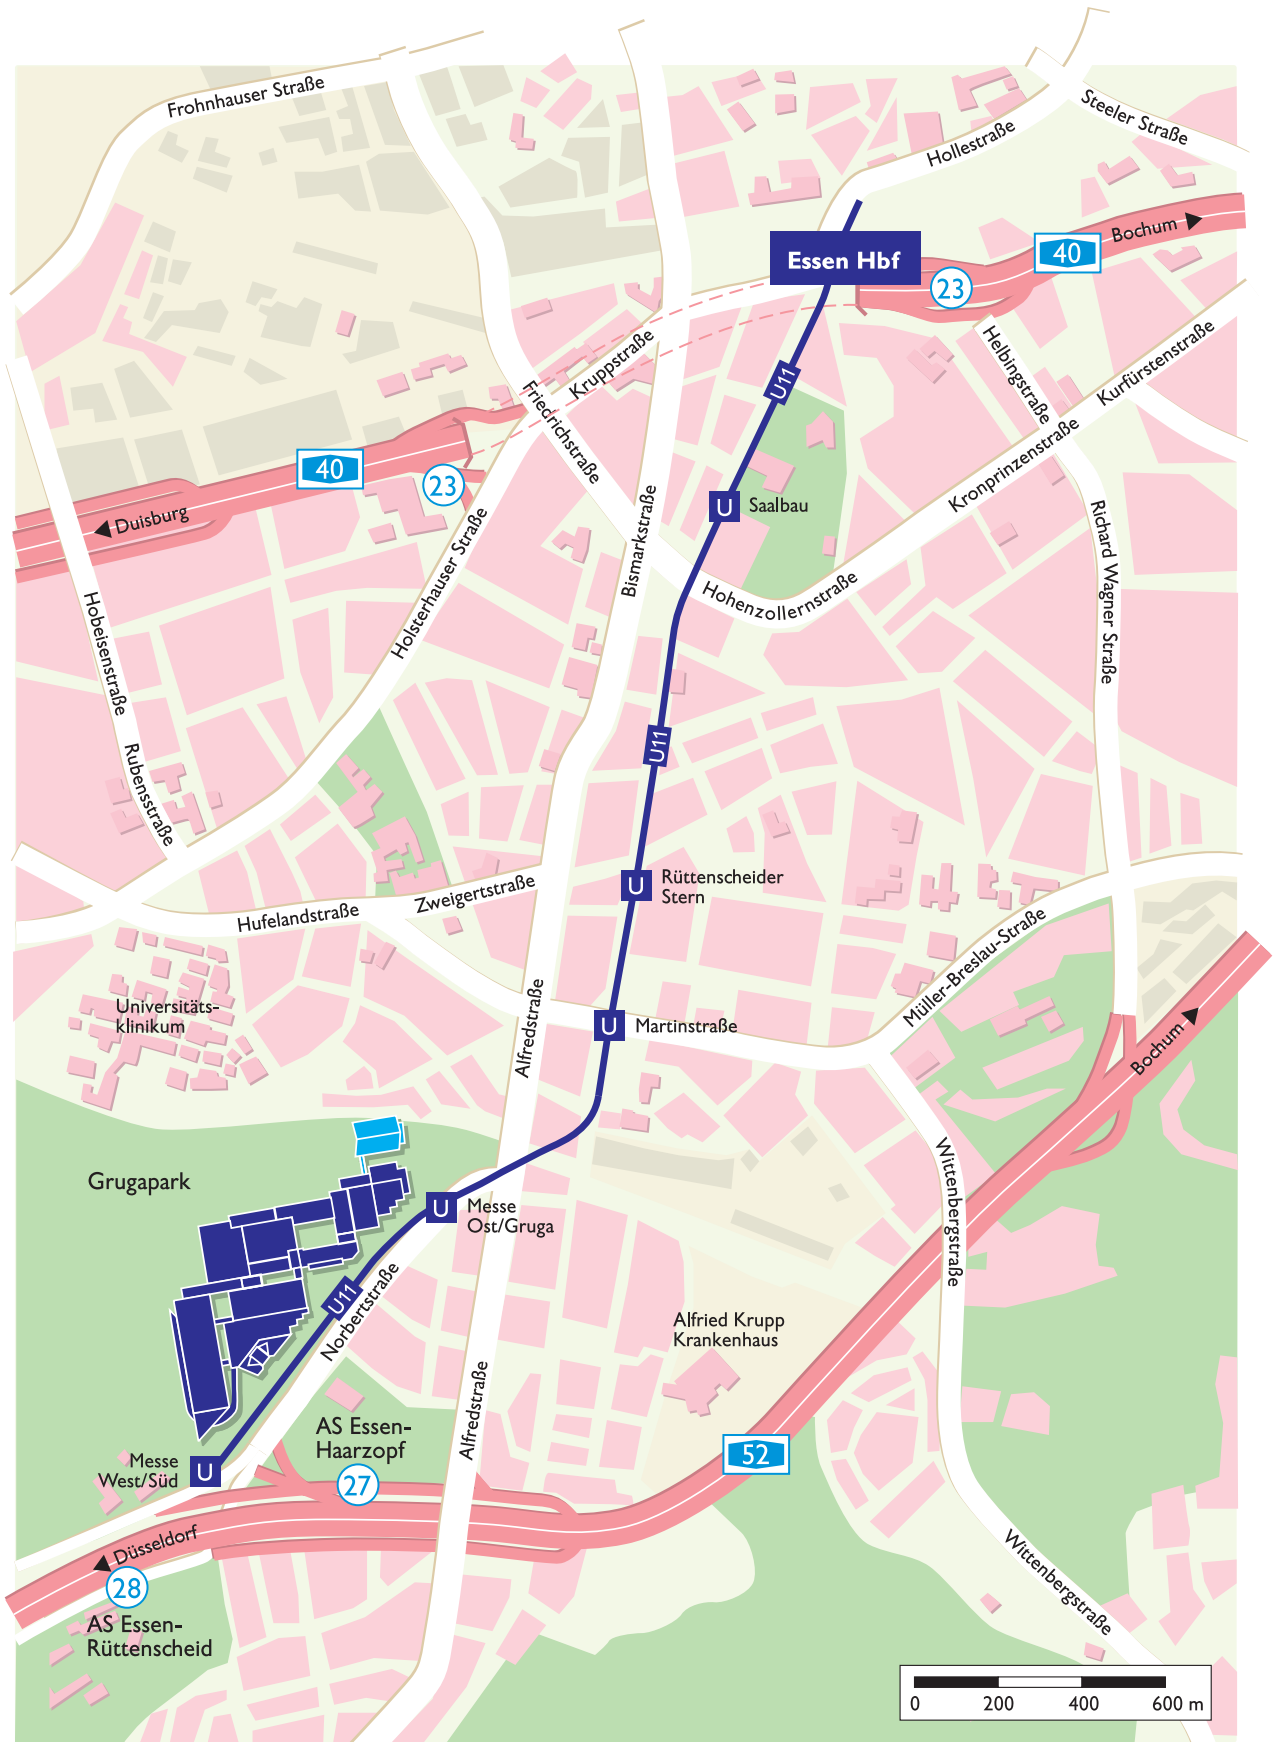 Frohnhauser Straße
Steeler Straße
Hollestraße
Bochum
40
Essen Hbf
23
Helbingstraße
Kurfürstenstraße
Kruppstraße
U11
Friedrichstraße
Kronprinzenstraße
40
23
Duisburg
U
Saalbau
Bismarkstraße
Holsterhauser Straße
Richard Wagner Straße
Hohenzollernstraße
Hobeisenstraße
U11
Rubensstraße
U
Rüttenscheider
Stern
Zweigertstraße
Hufelandstraße
Müller-Breslau-Straße
Universitäts-
klinikum
Alfredstraße
U
Martinstraße
Bochum
Grugapark
Wittenbergstraße
U
Messe
Ost/Gruga
U11
Norbertstraße
Alfried Krupp
Krankenhaus
Alfredstraße
AS Essen-
Haarzopf
27
52
Messe
West/Süd
U
Düsseldorf
28
AS Essen-
Rüttenscheid
Wittenbergstraße
0
200
400
600 m